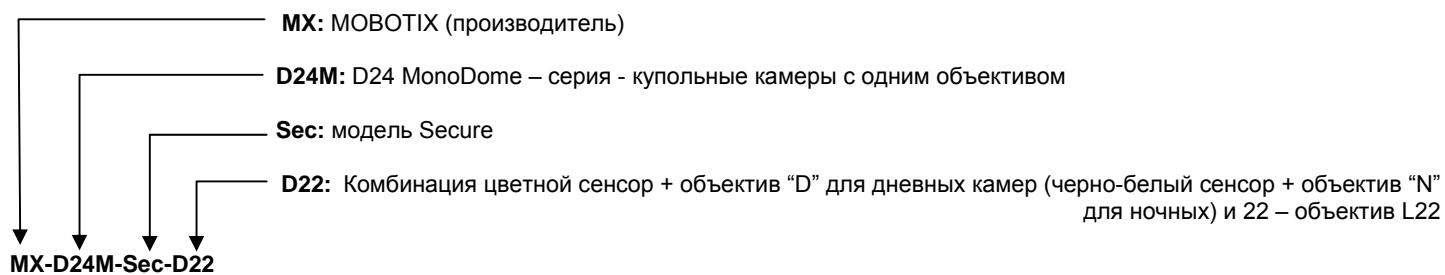 MX: MOBOTIX (производитель)
D24M: D24 MonoDome – серия - купольные камеры с одним объективом
Sec: модель Secure
D22: Комбинация цветной сенсор + объектив “D” для дневных камер (черно-белый сенсор + объектив “N”
для ночных) и 22 – объектив L22
MX-D24M-Sec-D22